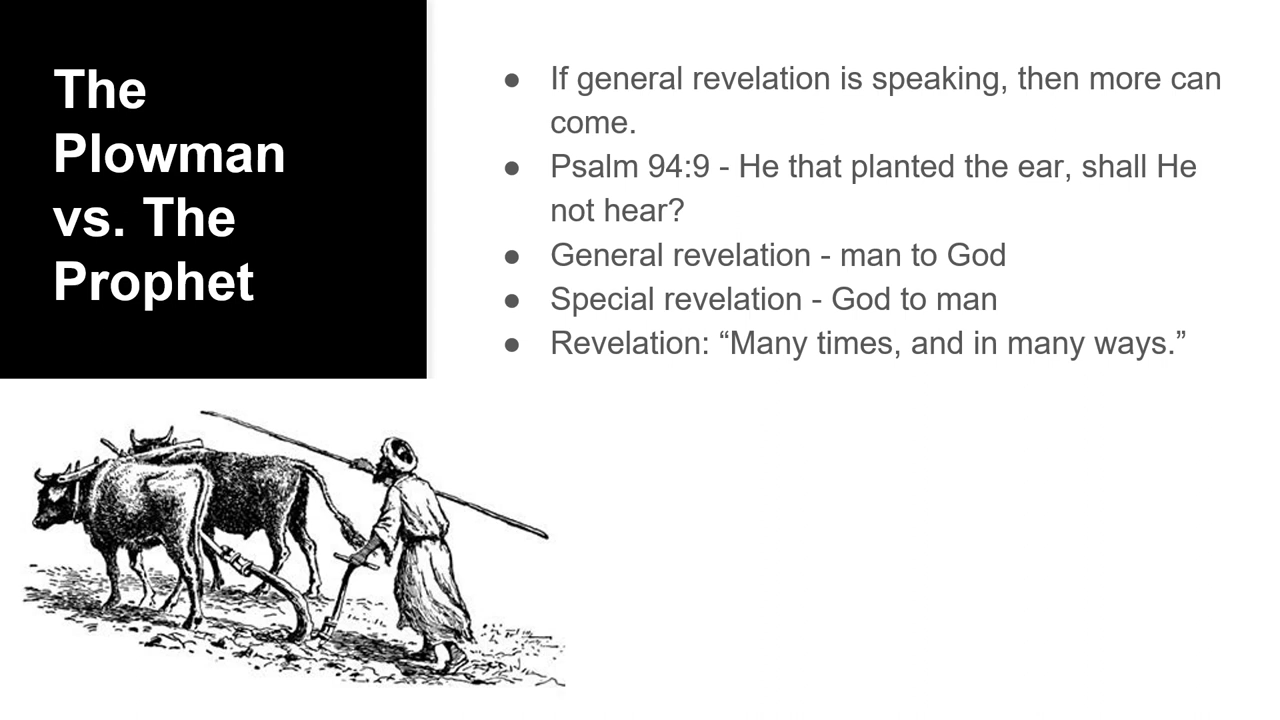 The
Plowman
vs. The
Prophet
● If general revelation is speaking, then more can
come.
● Psalm 94:9 - He that planted the ear, shall He
not hear?
● General revelation - man to God
● Special revelation - God to man
● Revelation: “Many times, and in many ways.”